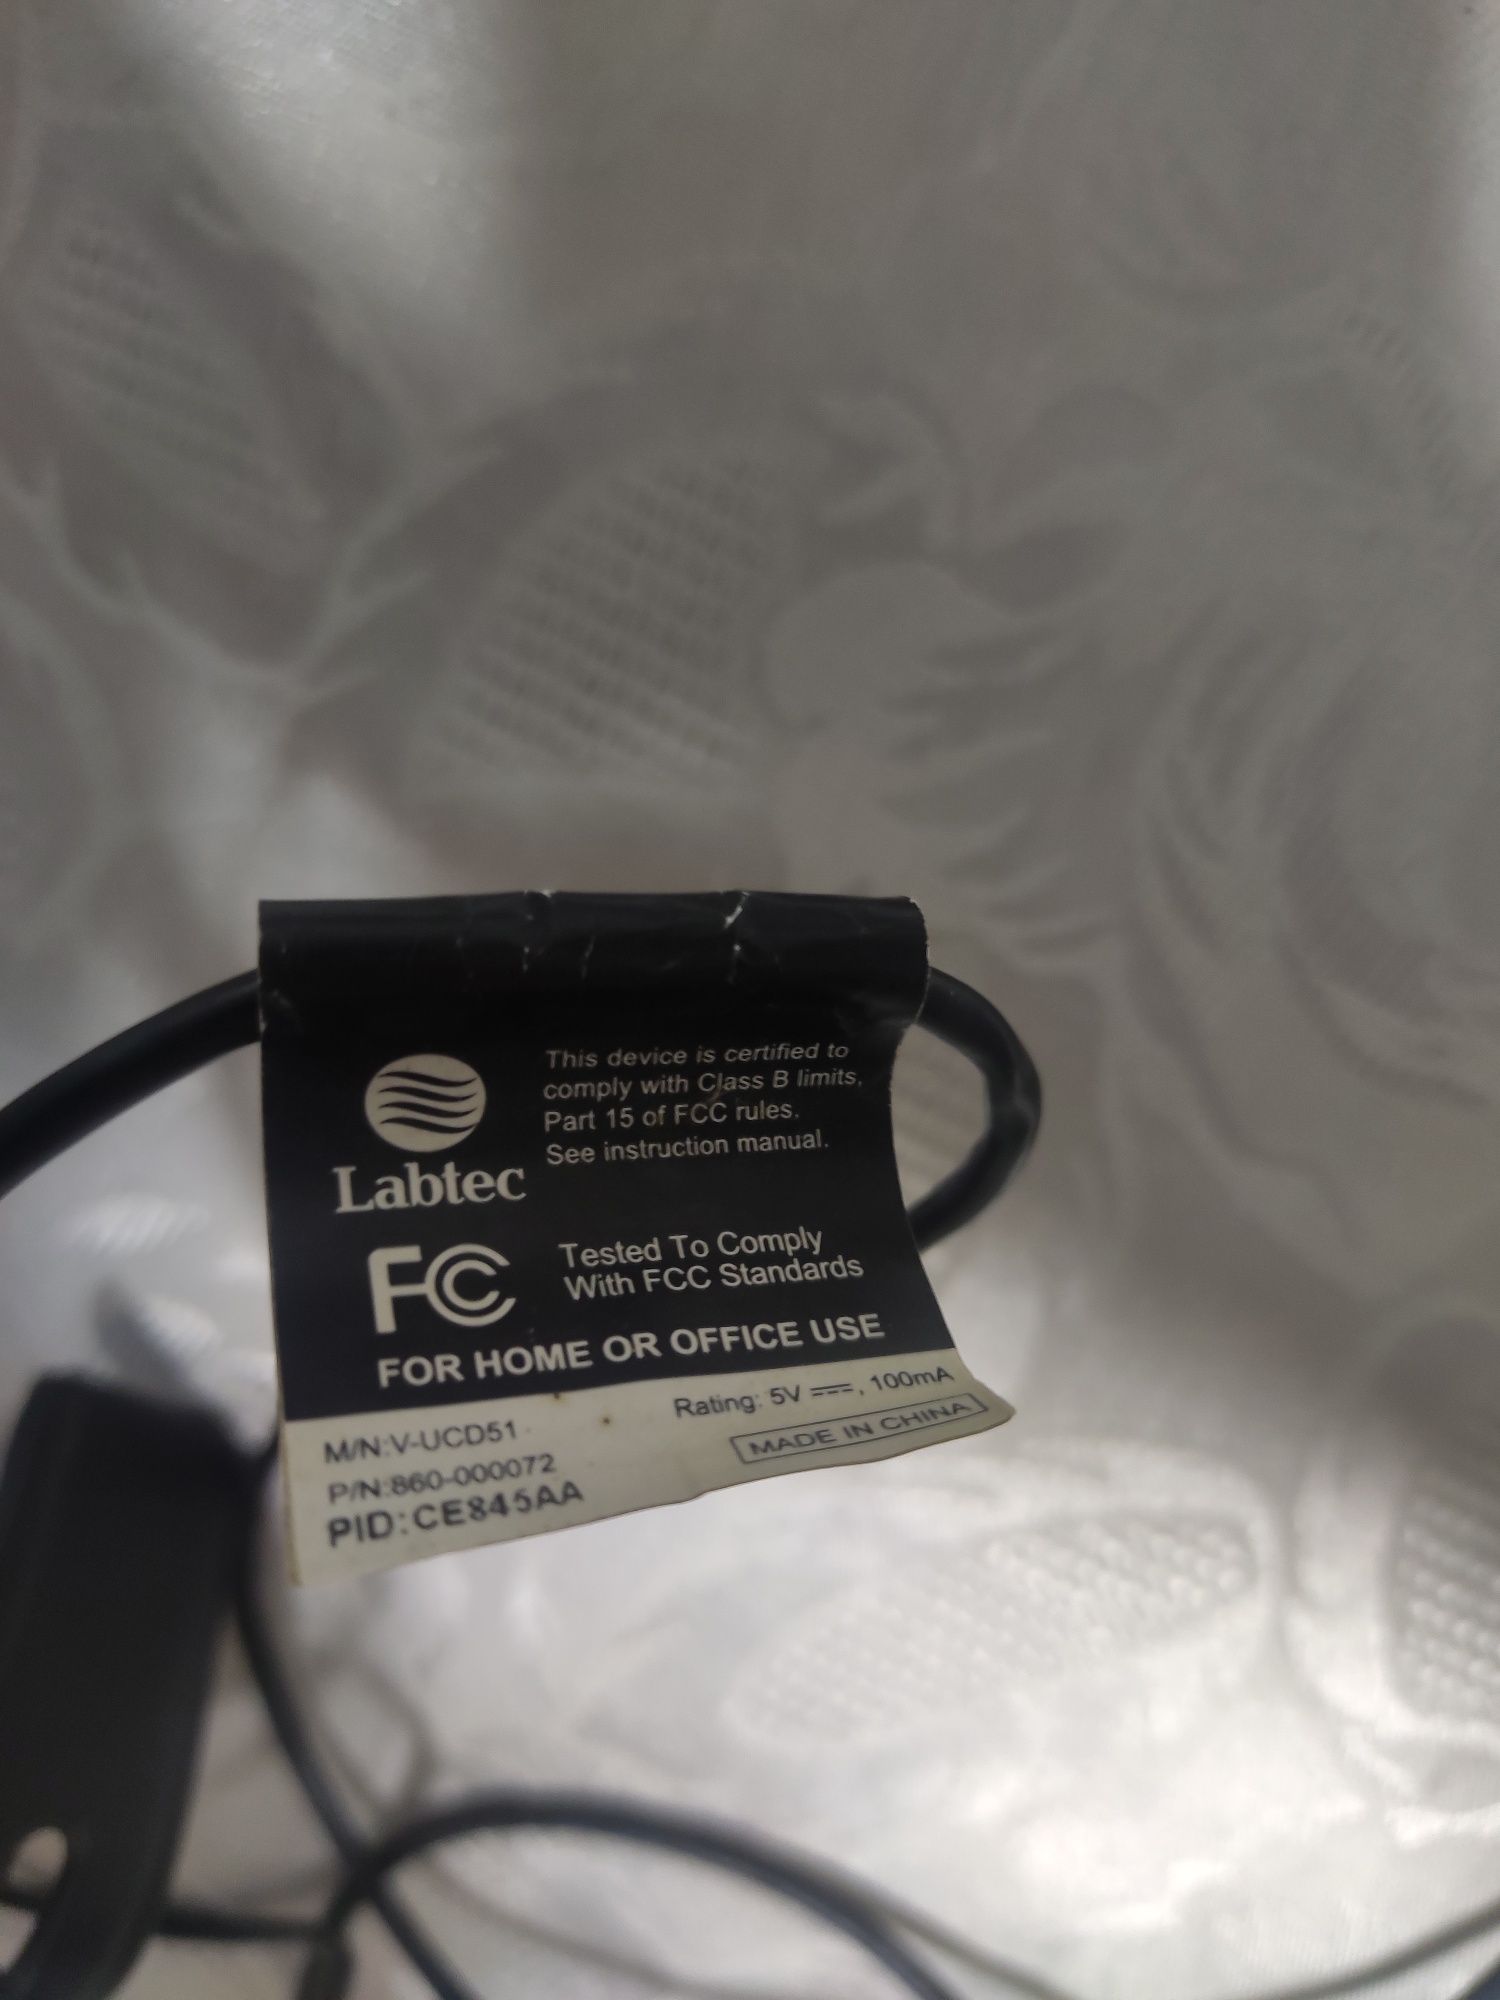 This device is certified to
comply with Class B limits,
Part 15 of FCC rules.
See instruction manual.
Labtec
FC
Tested To Comply
With FCC Standards
FOR HOME OR OFFICE USE
Rating: 5V ⎓, 100mA
M/N:V-UCD51
MADE IN CHINA
P/N:860-000072
PID:CE845AA